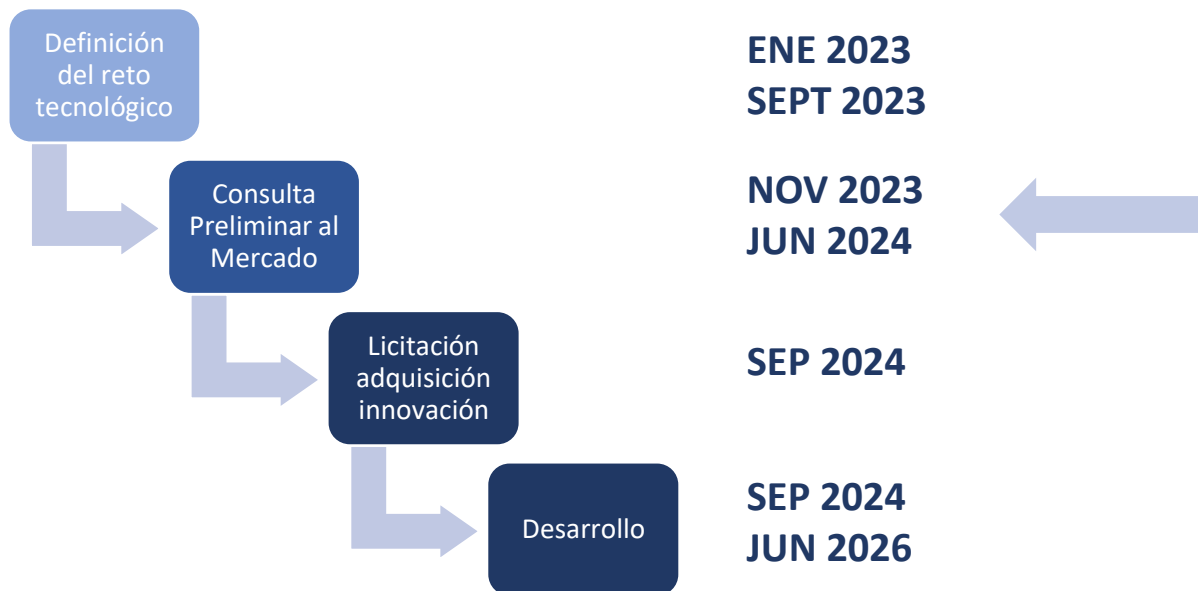 Definición
del reto
tecnológico
ENE 2023
SEPT 2023
Consulta
Preliminar al
Mercado
NOV 2023
JUN 2024
Licitación
adquisición
innovación
SEP 2024
Desarrollo
SEP 2024
JUN 2026